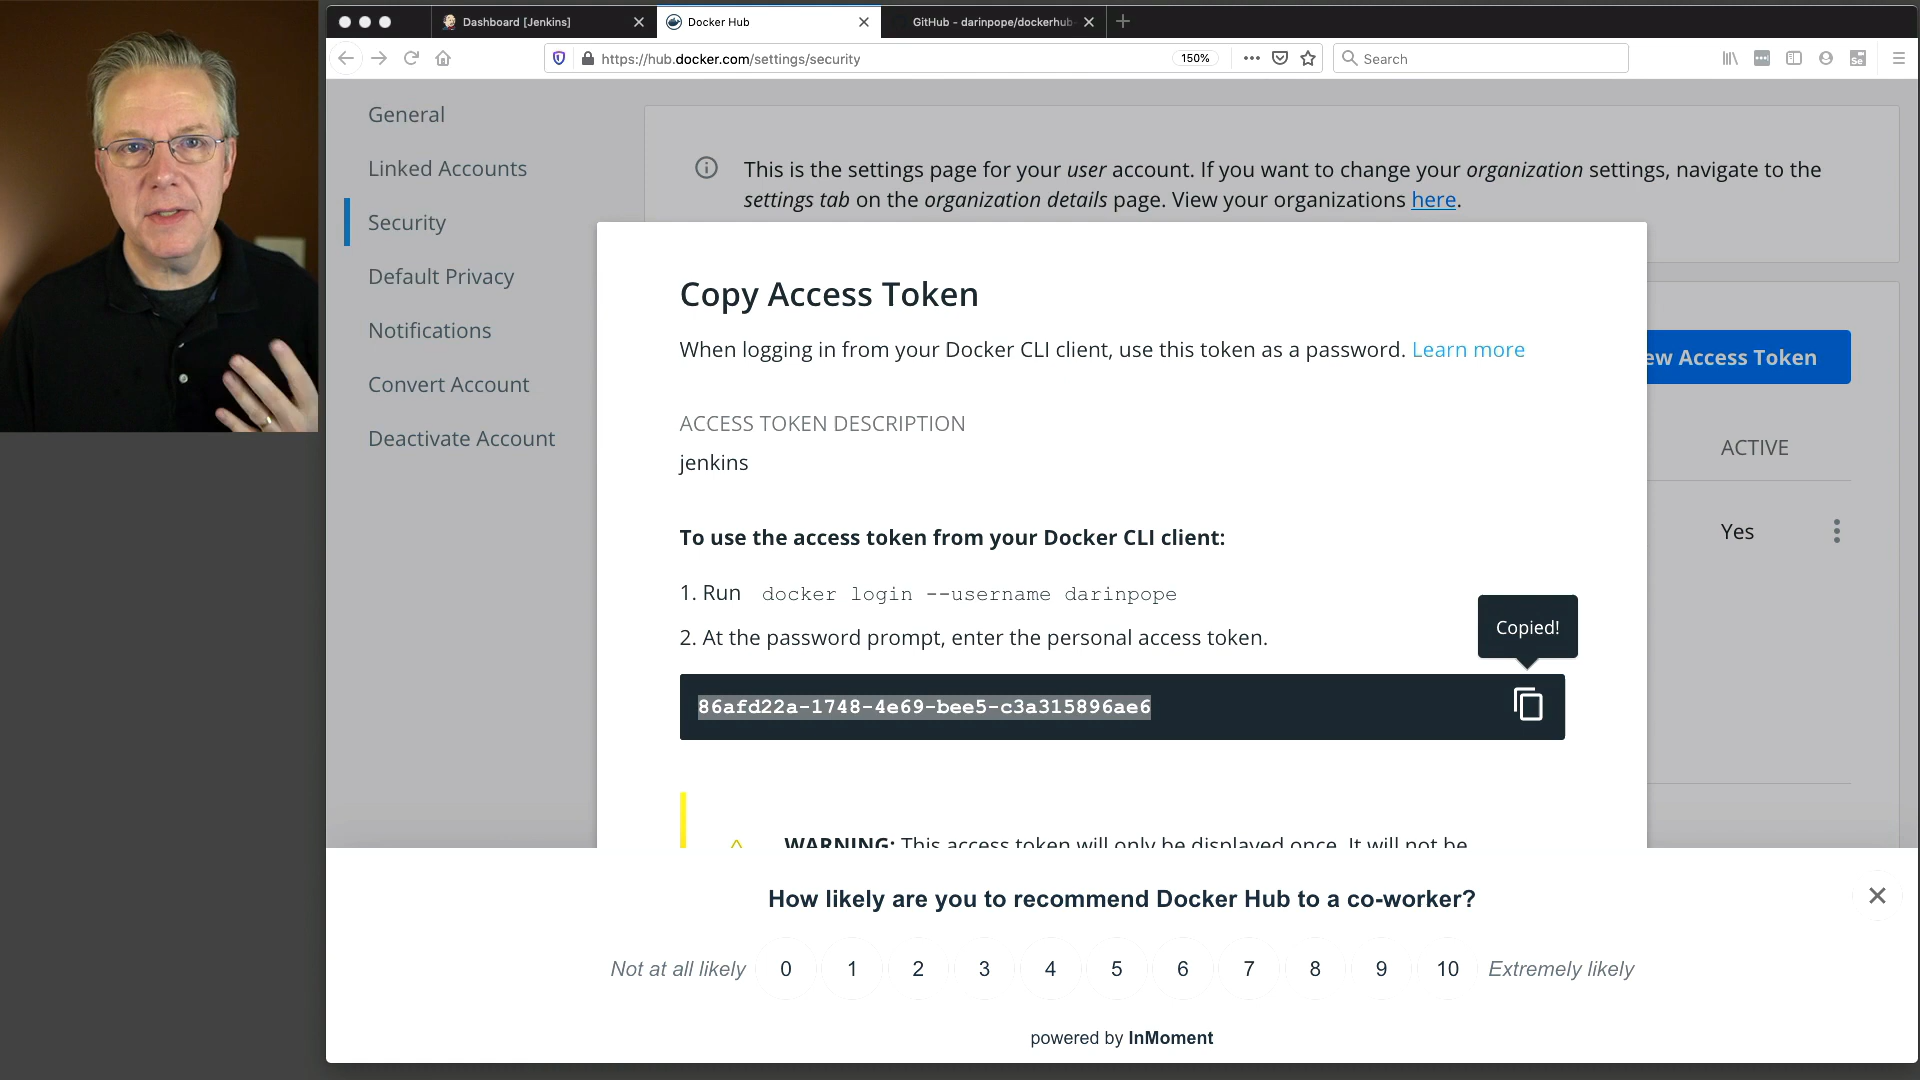 Dashboard [Jenkins]
Docker Hub
GitHub - darinpope/dockerhub-
https://hub.docker.com/settings/security
150%
Search
General
Linked Accounts
Security
Default Privacy
Notifications
Convert Account
Deactivate Account
This is the settings page for your user account. If you want to change your organization settings, navigate to the
settings tab on the organization details page. View your organizations here.
Copy Access Token
When logging in from your Docker CLI client, use this token as a password. Learn more
ew Access Token
ACCESS TOKEN DESCRIPTION
jenkins
ACTIVE
Yes
To use the access token from your Docker CLI client:
1. Run docker login --username darinpope
2. At the password prompt, enter the personal access token.
Copied!
86afd22a-1748-4e69-bee5-c3a315896ae6
WARNING: This access token will only be displayed once. It will not be
How likely are you to recommend Docker Hub to a co-worker?
Not at all likely 0 1 2 3 4 5 6 7 8 9 10 Extremely likely
powered by InMoment